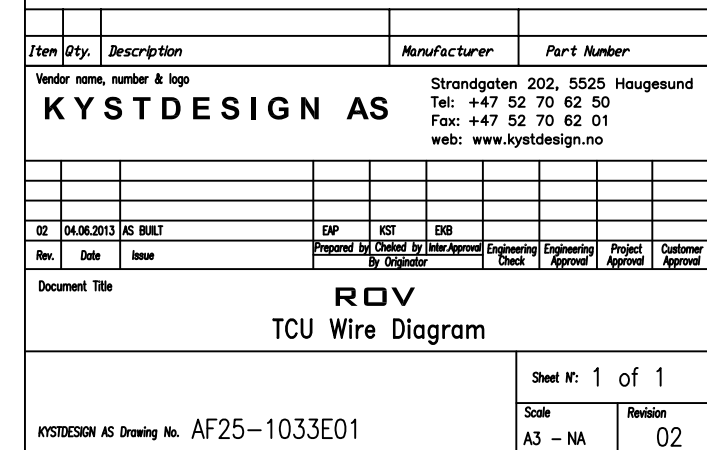 Item Qty. Description Manufacturer Part Number
Vendor name, number & logo
KYSTDESIGN AS
Strandgaten 202, 5525 Haugesund
Tel: +47 52 70 62 50
Fax: +47 52 70 62 01
web: www.kystdesign.no
02 04.06.2013 AS BUILT EAP KST EKB
Rev. Date Issue Prepared by Cheked by Inter.Approval Engineering Check Engineering Approval Project Approval Customer Approval
By Originator
Document Title
ROV
TCU Wire Diagram
Sheet N°: 1 of 1
KYSTDESIGN AS Drawing No. AF25-1033E01
Scale
A3 - NA
Revision
02